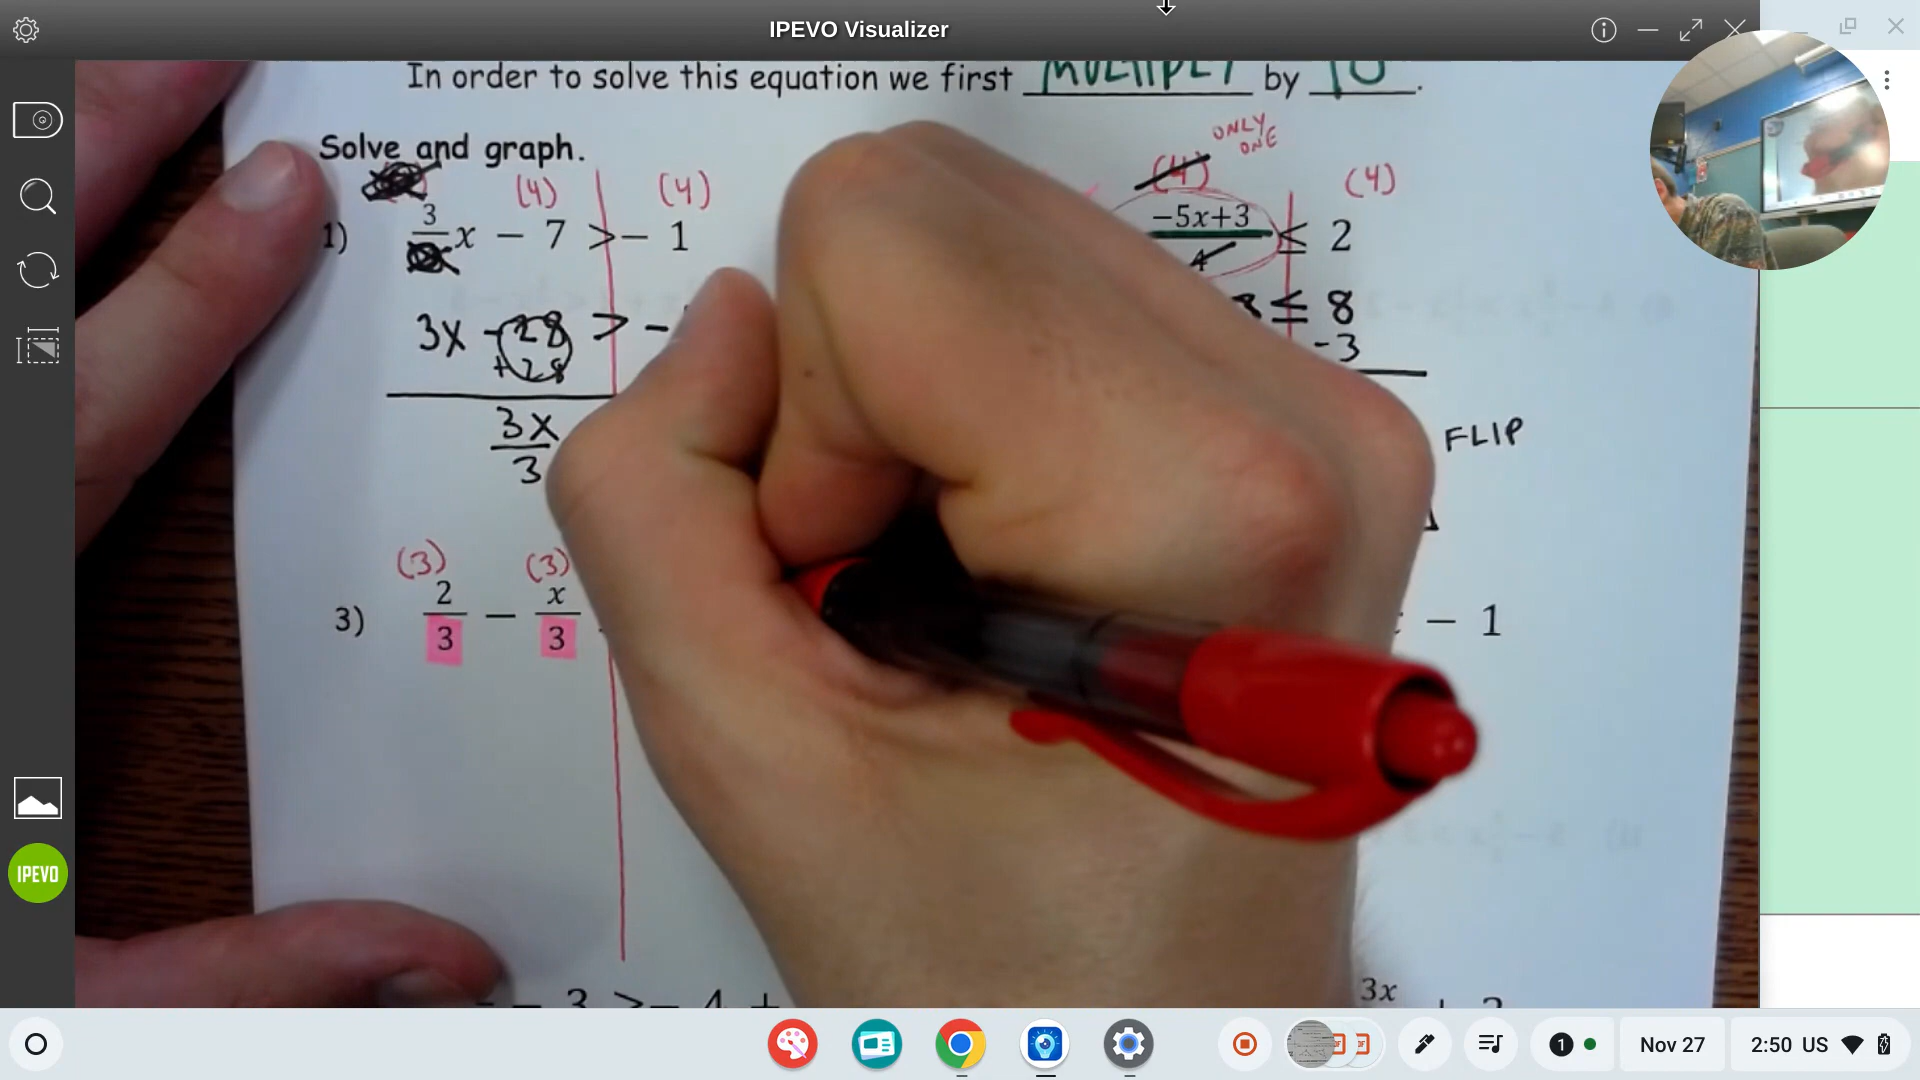 IPEVO Visualizer
In order to solve this equation we first MULTIPLY by 10.
Solve and graph.
ONLY ONE
(4) (4)
(4) (4)
1) 3 x − 7 > − 1
−5x+3 / 4 ≤ 2
3x − 28 > −
≤ 8
+ 28
- 3
3x / 3
FLIP
(3) (3)
3) 2/3 − x/3
− 1
− 3 > − 4 +
3x
IPEVO
1
Nov 27
2:50 US